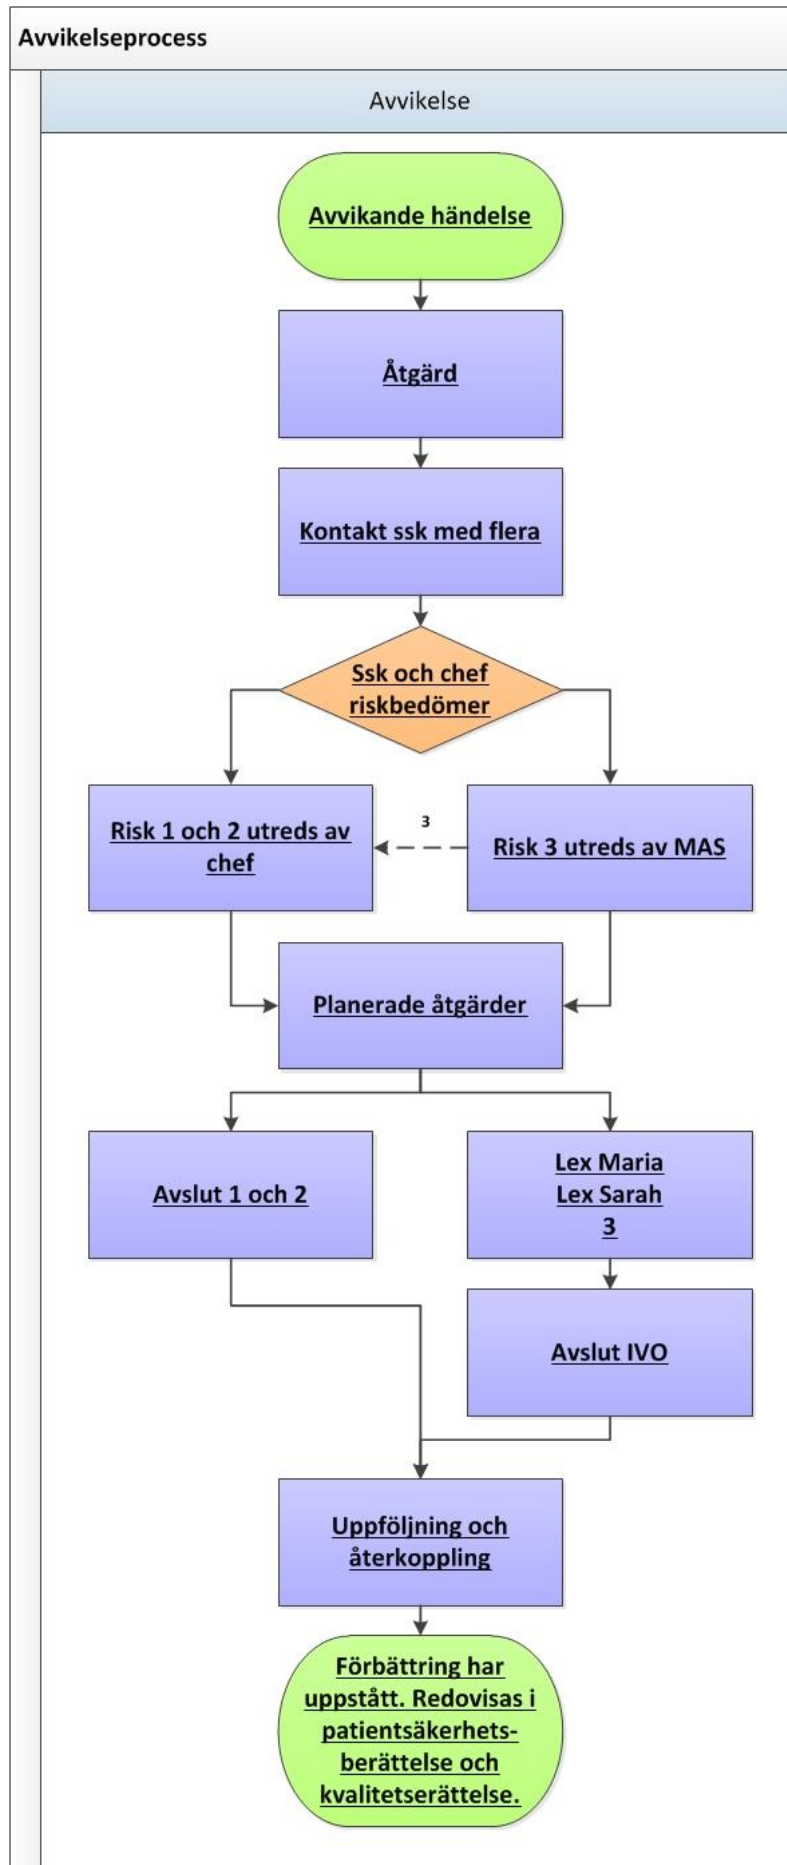 Avvikelseprocess
Avvikelse
Avvikande händelse
Åtgärd
Kontakt ssk med flera
Ssk och chef
riskbedömer
Risk 1 och 2 utreds av
chef
3
Risk 3 utreds av MAS
Planerade åtgärder
Avslut 1 och 2
Lex Maria
Lex Sarah
3
Avslut IVO
Uppföljning och
återkoppling
Förbättring har
uppstått. Redovisas i
patientsäkerhets-
berättelse och
kvalitetserättelse.